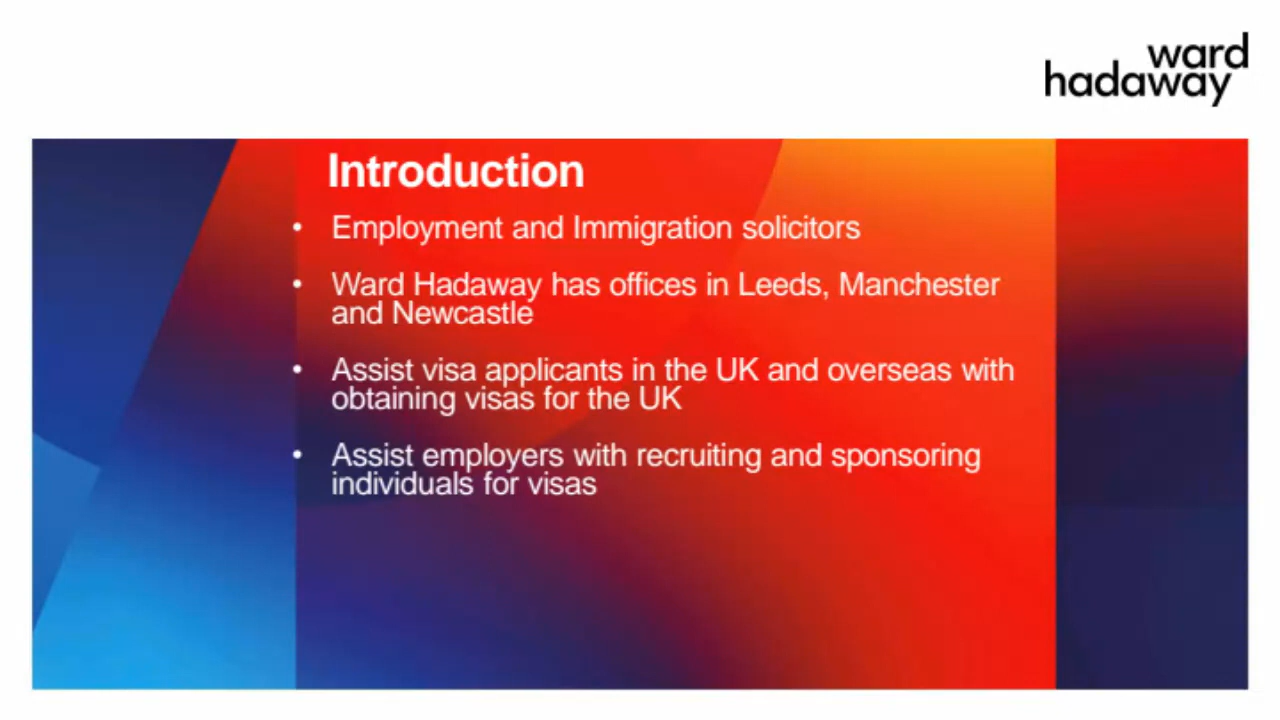 ward
hadaway
Introduction
• Employment and Immigration solicitors
• Ward Hadaway has offices in Leeds, Manchester
and Newcastle
• Assist visa applicants in the UK and overseas with
obtaining visas for the UK
• Assist employers with recruiting and sponsoring
individuals for visas